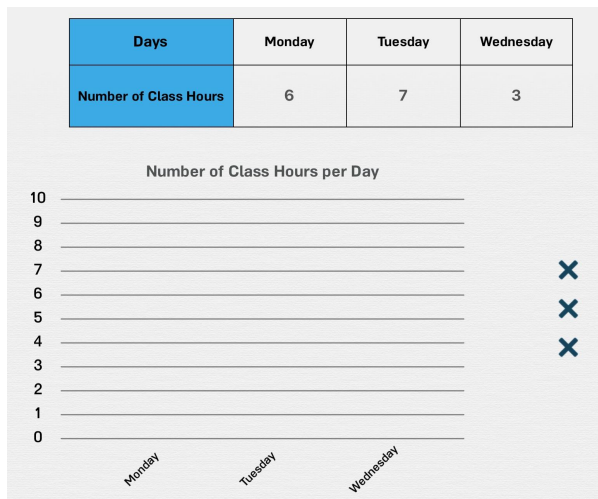 Days Monday Tuesday Wednesday
Number of Class Hours 6 7 3
Number of Class Hours per Day
10
9
8
7
6
5
4
3
2
1
0
Monday Tuesday Wednesday